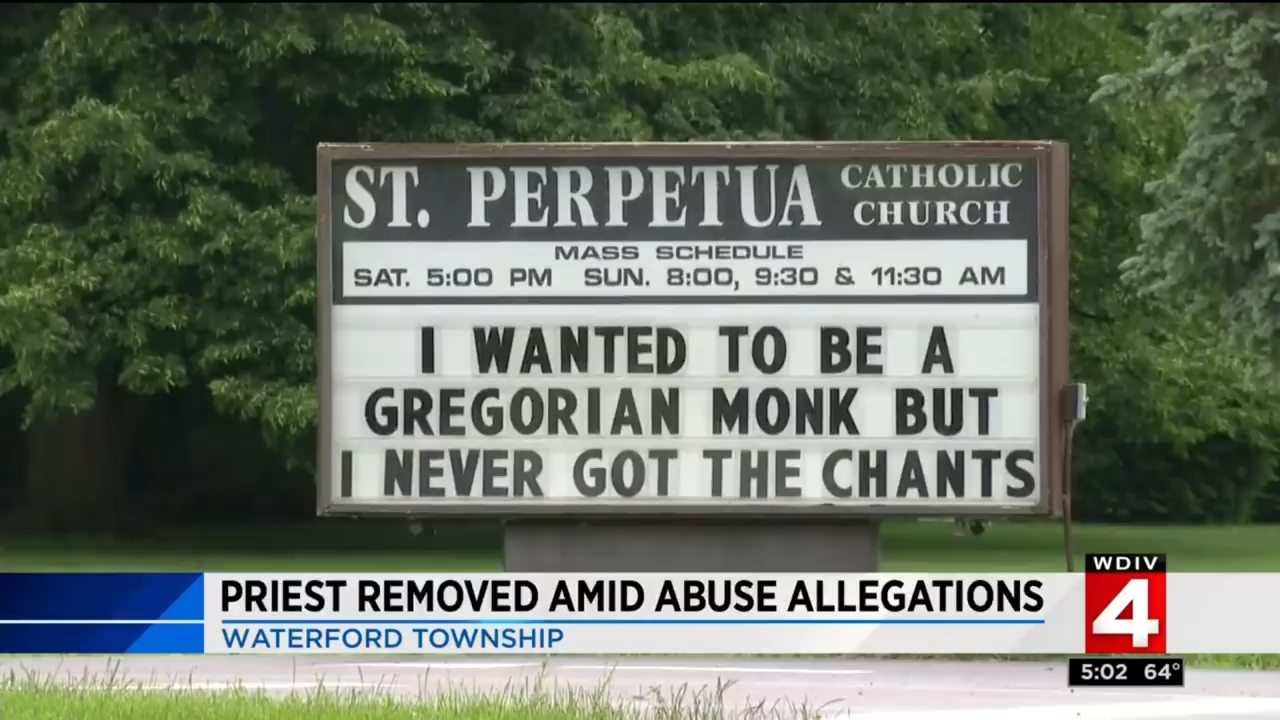 ST. PERPETUA CATHOLIC CHURCH
MASS SCHEDULE
SAT. 5:00 PM SUN. 8:00, 9:30 & 11:30 AM
I WANTED TO BE A
GREGORIAN MONK BUT
I NEVER GOT THE CHANTS
PRIEST REMOVED AMID ABUSE ALLEGATIONS
WATERFORD TOWNSHIP
WDIV
4
5:02 64°